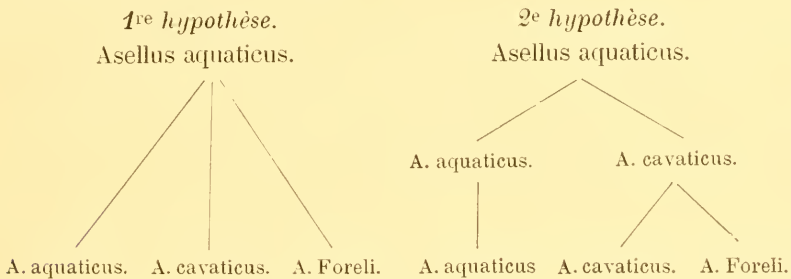 1re hypothèse.
Asellus aquaticus.
A. aquaticus. A. cavaticus. A. Foreli.
2e hypothèse.
Asellus aquaticus.
A. aquaticus. A. cavaticus.
A. aquaticus A. cavaticus. A. Foreli.